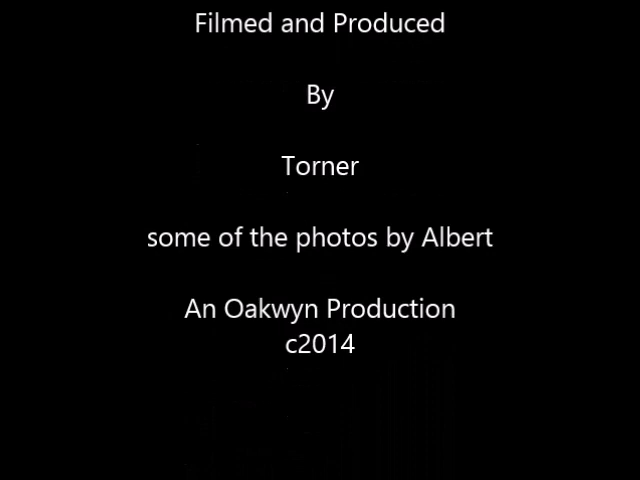 Filmed and Produced
By
Torner
some of the photos by Albert
An Oakwyn Production
c2014